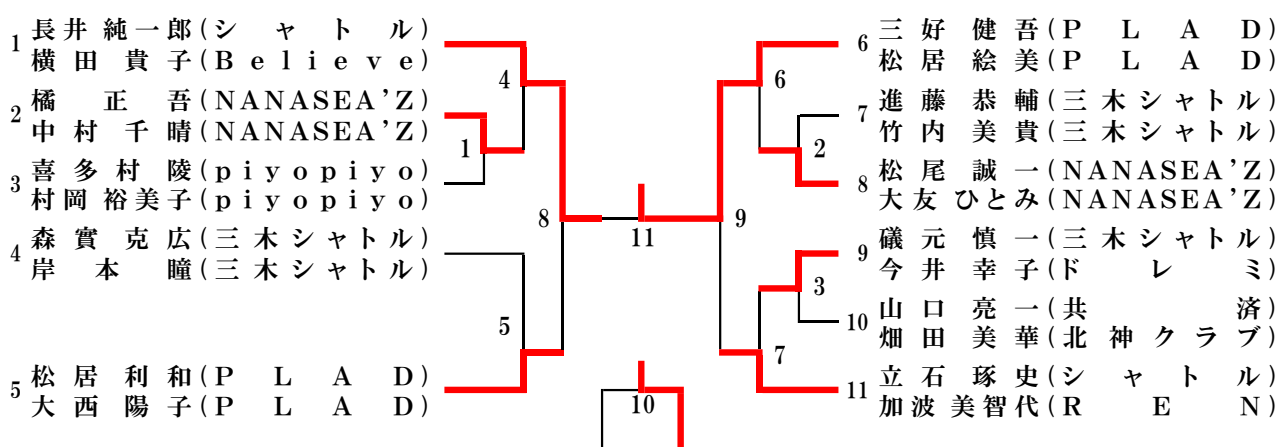 1 長井純一郎(シャトル)
横田貴子(Believe)
2 橘正吾(NANASEA'Z)
中村千晴(NANASEA'Z)
3 喜多村陵(piyopiyo)
村岡裕美子(piyopiyo)
4 森實克広(三木シャトル)
岸本瞳(三木シャトル)
5 松居利和(PLAD)
大西陽子(PLAD)
4
1
8
5
11
10
6
2
9
3
7
6 三好健吾(PLAD)
松居絵美(PLAD)
7 進藤恭輔(三木シャトル)
竹内美貴(三木シャトル)
8 松尾誠一(NANASEA'Z)
大友ひとみ(NANASEA'Z)
9 礒元慎一(三木シャトル)
今井幸子(ドレミ)
10 山口亮一(共済)
畑田美華(北神クラブ)
11 立石琢史(シャトル)
加波美智代(REN)